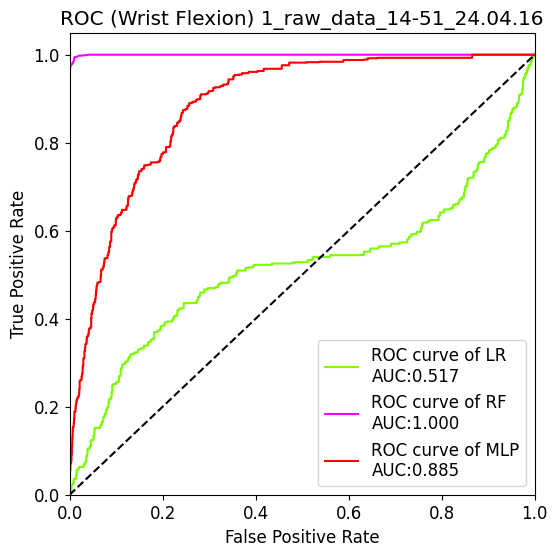 ROC (Wrist Flexion) 1_raw_data_14-51_24.04.16
1.0
0.8
0.6
0.4
0.2
0.0
True Positive Rate
ROC curve of LR
AUC:0.517
ROC curve of RF
AUC:1.000
ROC curve of MLP
AUC:0.885
0.0 0.2 0.4 0.6 0.8 1.0
False Positive Rate